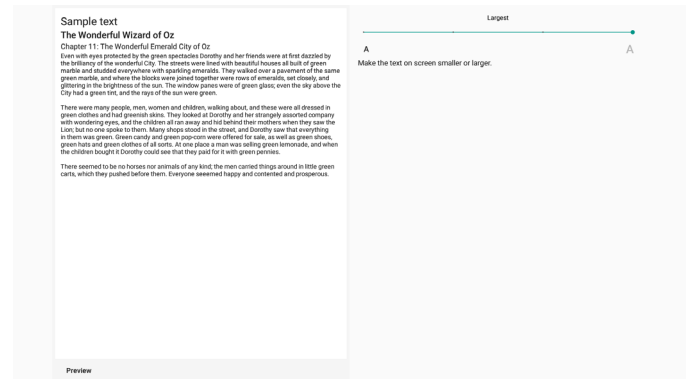 Sample text
The Wonderful Wizard of Oz
Chapter 11: The Wonderful Emerald City of Oz
Even with eyes protected by the green spectacles Dorothy and her friends were at first dazzled by
the brilliancy of the wonderful City. The streets were lined with beautiful houses all built of green
marble and studded everywhere with sparkling emeralds. They walked over a pavement of the same
green marble, and where the blocks were joined together were rows of emeralds, set closely, and
glittering in the brightness of the sun. The window panes were of green glass; even the sky above the
City had a green tint, and the rays of the sun were green.
There were many people, men, women and children, walking about, and these were all dressed in
green clothes and had greenish skins. They looked at Dorothy and her strangely assorted company
with wondering eyes, and the children all ran away and hid behind their mothers when they saw the
Lion; but no one spoke to them. Many shops stood in the street, and Dorothy saw that everything
in them was green. Green candy and green pop-corn were offered for sale, as well as green shoes,
green hats and green clothes of all sorts. At one place a man was selling green lemonade, and when
the children bought it Dorothy could see that they paid for it with green pennies.
There seemed to be no horses nor animals of any kind; the men carried things around in little green
carts, which they pushed before them. Everyone seeemed happy and contented and prosperous.
Preview
Largest
A A
Make the text on screen smaller or larger.